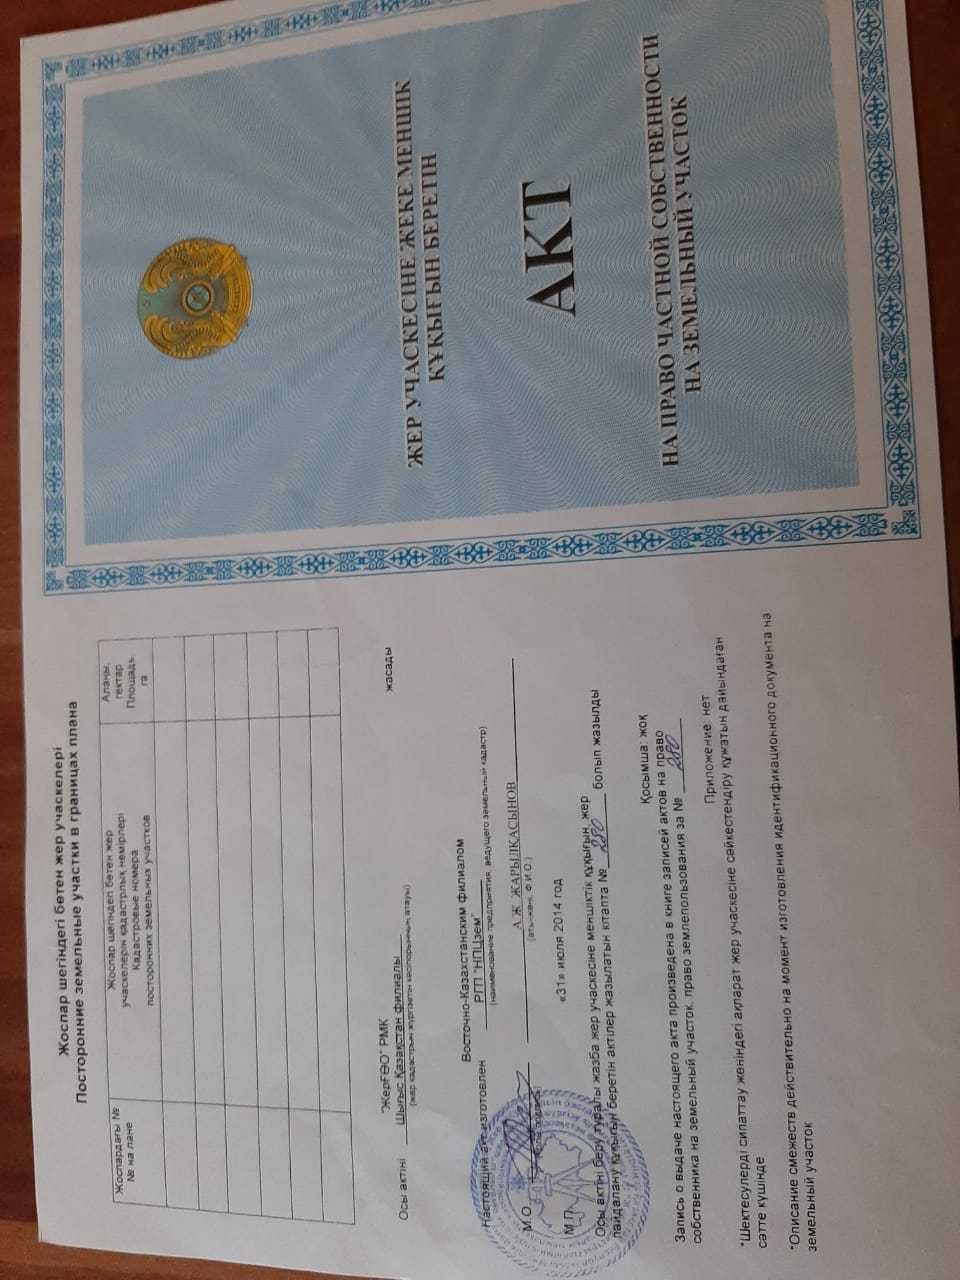 Жоспар шегіндегі бөтен жер учаскелері
Посторонние земельные участки в границах плана
Жоспардағы №
№ на плане
Жоспар шегіндегі бөтен жер
учаскелерін қадастрлық нөмірлері
Кадастровые номера
посторонних земельных участков
Алаңы,
гектар
Площадь,
га
"ЖерҒӨО" РМК
Осы актіні Шығыс Қазақстан филиалы жасады
(жер кадастрын жүргізетін кәсіпорынның атауы)
Восточно-Казахстанским филиалом
Настоящий акт изготовлен РГП "НПЦзем"
(наименование предприятия, ведущего земельный кадастр)
М.О. А.Ж ЖАРЫЛКАСЫНОВ
(аты-жөні, Ф.И.О.)
М.П. «31» июля 2014 год
Осы актіні беру туралы жазба жер учаскесіне меншіктік құқығын, жер
пайдалану құқығын беретін актілер жазылатын кітапта № 280 болып жазылды
Қосымша: жоқ
Запись о выдаче настоящего акта произведена в книге записей актов на право
собственника на земельный участок, право землепользования за № 280
Приложение: нет
*Шектесулерді сипаттау жөніндегі ақпарат жер учаскесіне сәйкестендіру құжатын дайындаған
сәтте күшінде
*Описание смежеств действительно на момент изготовления идентификационного документа на
земельный участок
ЖЕР УЧАСКЕСІНЕ ЖЕКЕ МЕНШІК
ҚҰҚЫҒЫН БЕРЕТІН
АКТ
НА ПРАВО ЧАСТНОЙ СОБСТВЕННОСТИ
НА ЗЕМЕЛЬНЫЙ УЧАСТОК